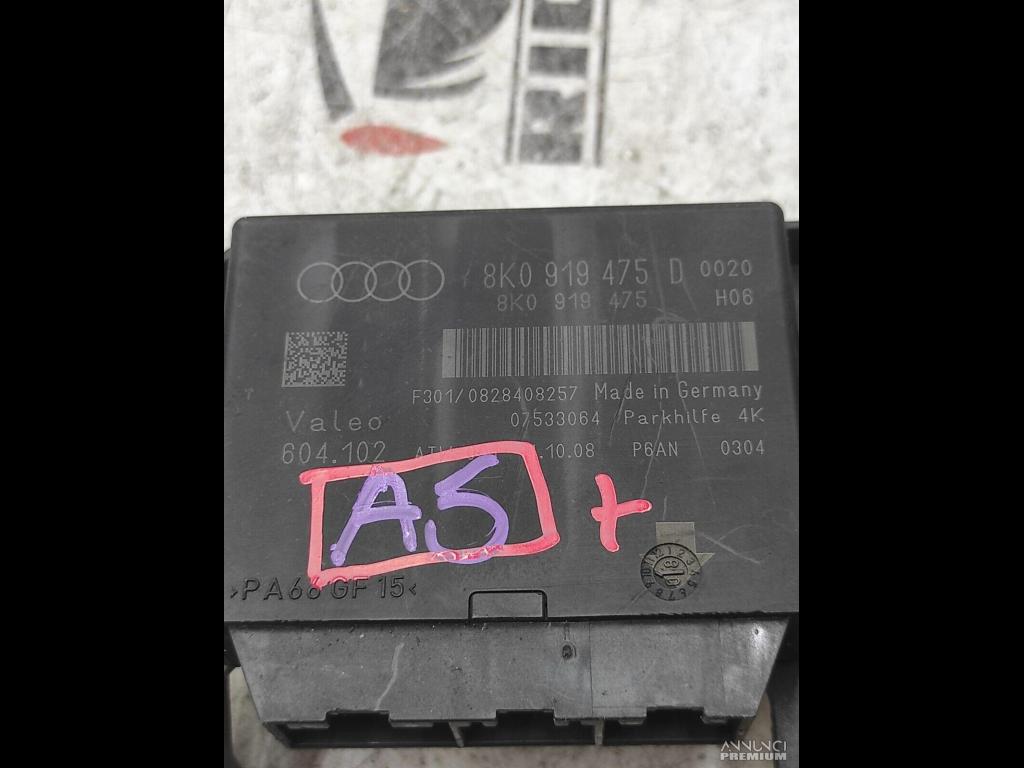 8K0 919 475 D 0020
8K0 919 475 H06
F301/0828408257 Made in Germany
Valeo 07533064 Parkhilfe 4K
604.102 .10.08 P6AN 0304
A5 +
>PA66 GF 15<
ANNUNCI
PREMIUM